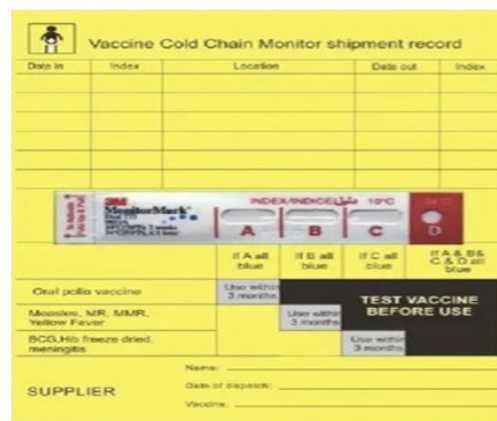 Vaccine Cold Chain Monitor shipment record
Date in Index Location Date out Index
3M
MonitorMark
INDEX/INDICE 10°C
A B C D
If A all blue If B all blue If C all blue If A & B& C & D all blue
Oral polio vaccine
Use within 3 months
TEST VACCINE BEFORE USE
Measles, MR, MMR,
Yellow Fever
Use within 3 months
BCG,Hib freeze dried,
meningitis
Use within 3 months
SUPPLIER
Name:
Date of dispatch:
Vaccine: